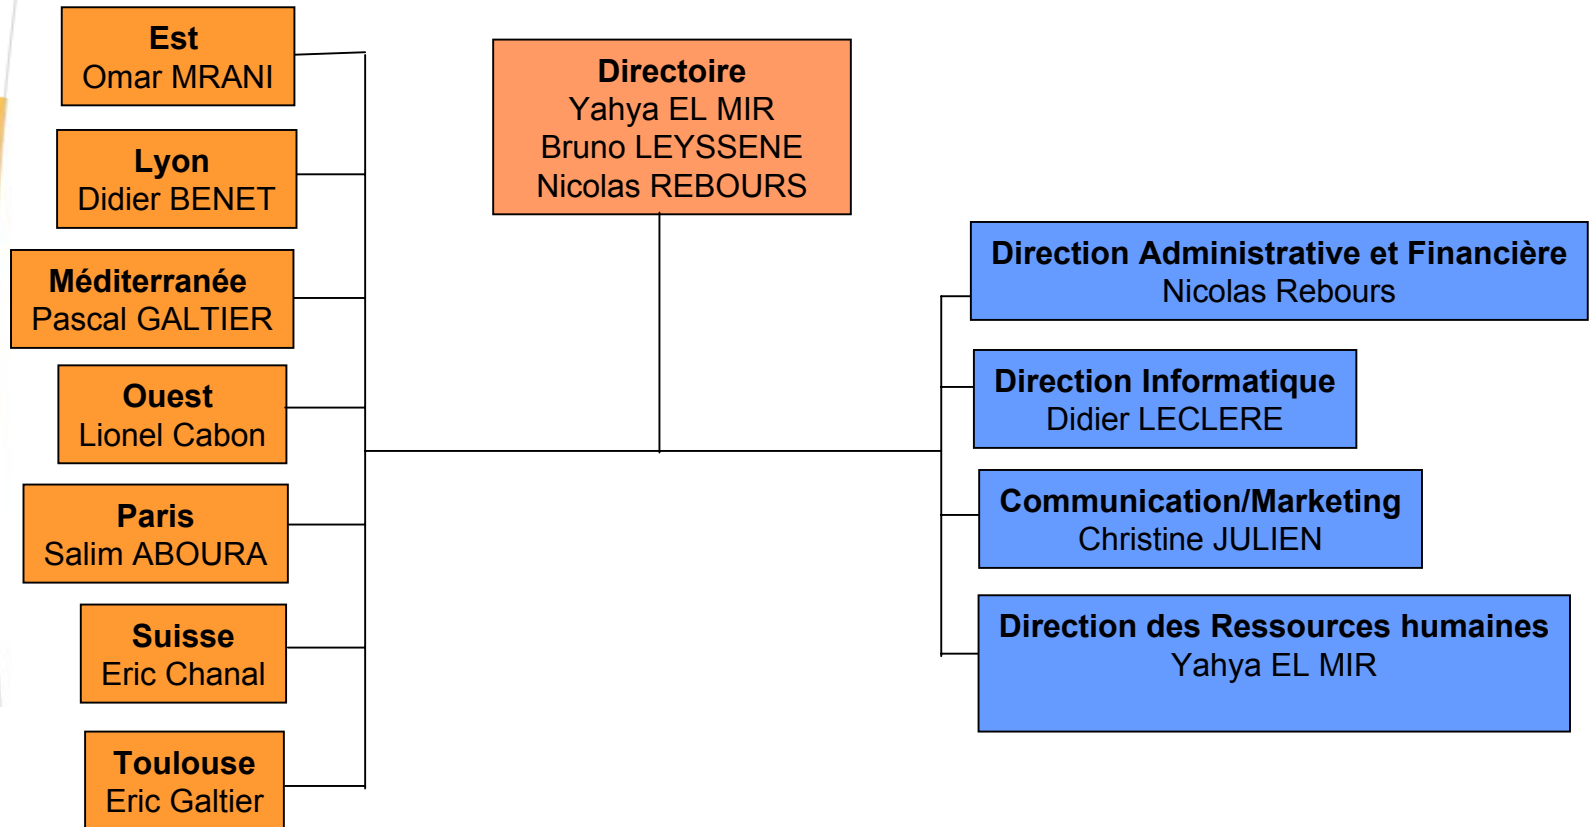 Est
Omar MRANI
Lyon
Didier BENET
Méditerranée
Pascal GALTIER
Ouest
Lionel Cabon
Paris
Salim ABOURA
Suisse
Eric Chanal
Toulouse
Eric Galtier
Directoire
Yahya EL MIR
Bruno LEYSSENE
Nicolas REBOURS
Direction Administrative et Financière
Nicolas Rebours
Direction Informatique
Didier LECLERE
Communication/Marketing
Christine JULIEN
Direction des Ressources humaines
Yahya EL MIR